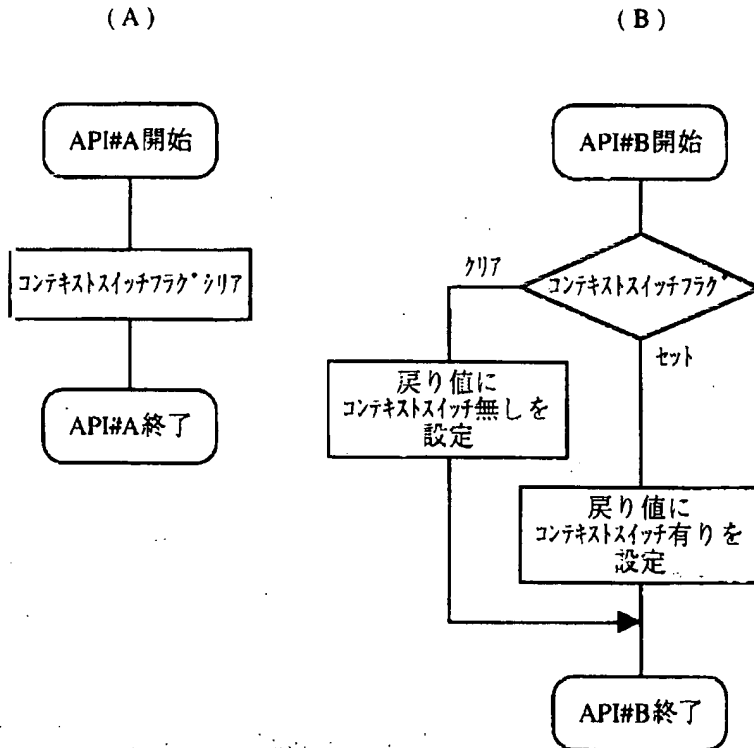 (A)
API#A開始
コンテキストスイッチフラグシリア
API#A終了
(B)
API#B開始
コンテキストスイッチフラグ
クリア
セット
戻り値に
コンテキストスイッチ無しを
設定
戻り値に
コンテキストスイッチ有りを
設定
API#B終了